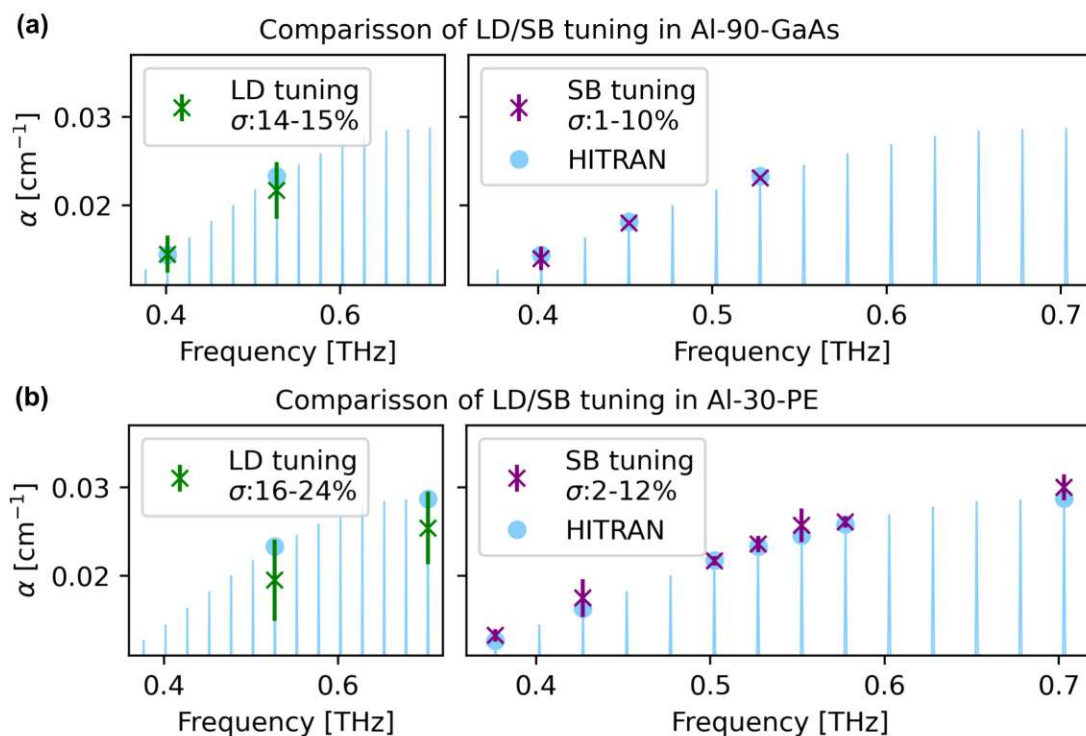 (a)
Comparisson of LD/SB tuning in Al-90-GaAs
LD tuning
σ:14-15%
SB tuning
σ:1-10%
HITRAN
α [cm⁻¹]
0.03
0.02
0.4 0.6
0.4 0.5 0.6 0.7
Frequency [THz]
Frequency [THz]
(b)
Comparisson of LD/SB tuning in Al-30-PE
LD tuning
σ:16-24%
SB tuning
σ:2-12%
HITRAN
α [cm⁻¹]
0.03
0.02
0.4 0.6
0.4 0.5 0.6 0.7
Frequency [THz]
Frequency [THz]